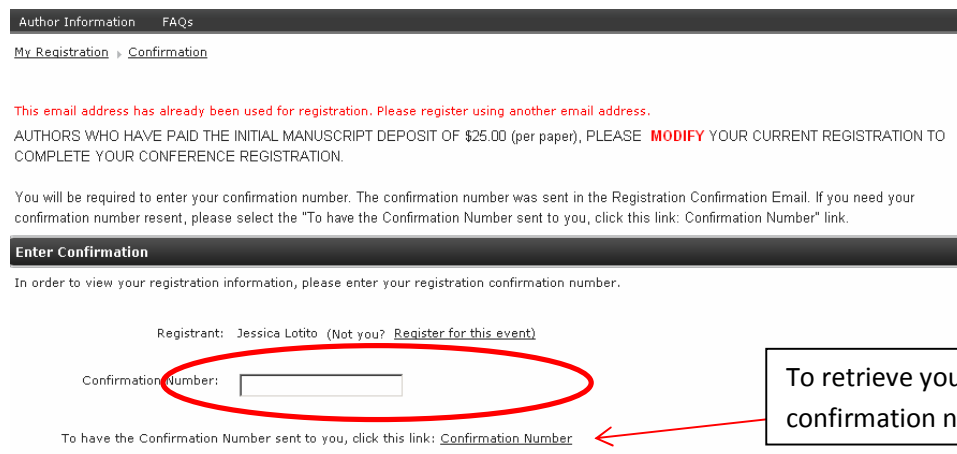 Author Information FAQs
My Registration Confirmation
This email address has already been used for registration. Please register using another email address.
AUTHORS WHO HAVE PAID THE INITIAL MANUSCRIPT DEPOSIT OF $25.00 (per paper), PLEASE MODIFY YOUR CURRENT REGISTRATION TO
COMPLETE YOUR CONFERENCE REGISTRATION.
You will be required to enter your confirmation number. The confirmation number was sent in the Registration Confirmation Email. If you need your
confirmation number resent, please select the "To have the Confirmation Number sent to you, click this link: Confirmation Number" link.
Enter Confirmation
In order to view your registration information, please enter your registration confirmation number.
Registrant: Jessica Lotito (Not you? Register for this event)
Confirmation Number:
To retrieve you
confirmation n
To have the Confirmation Number sent to you, click this link: Confirmation Number